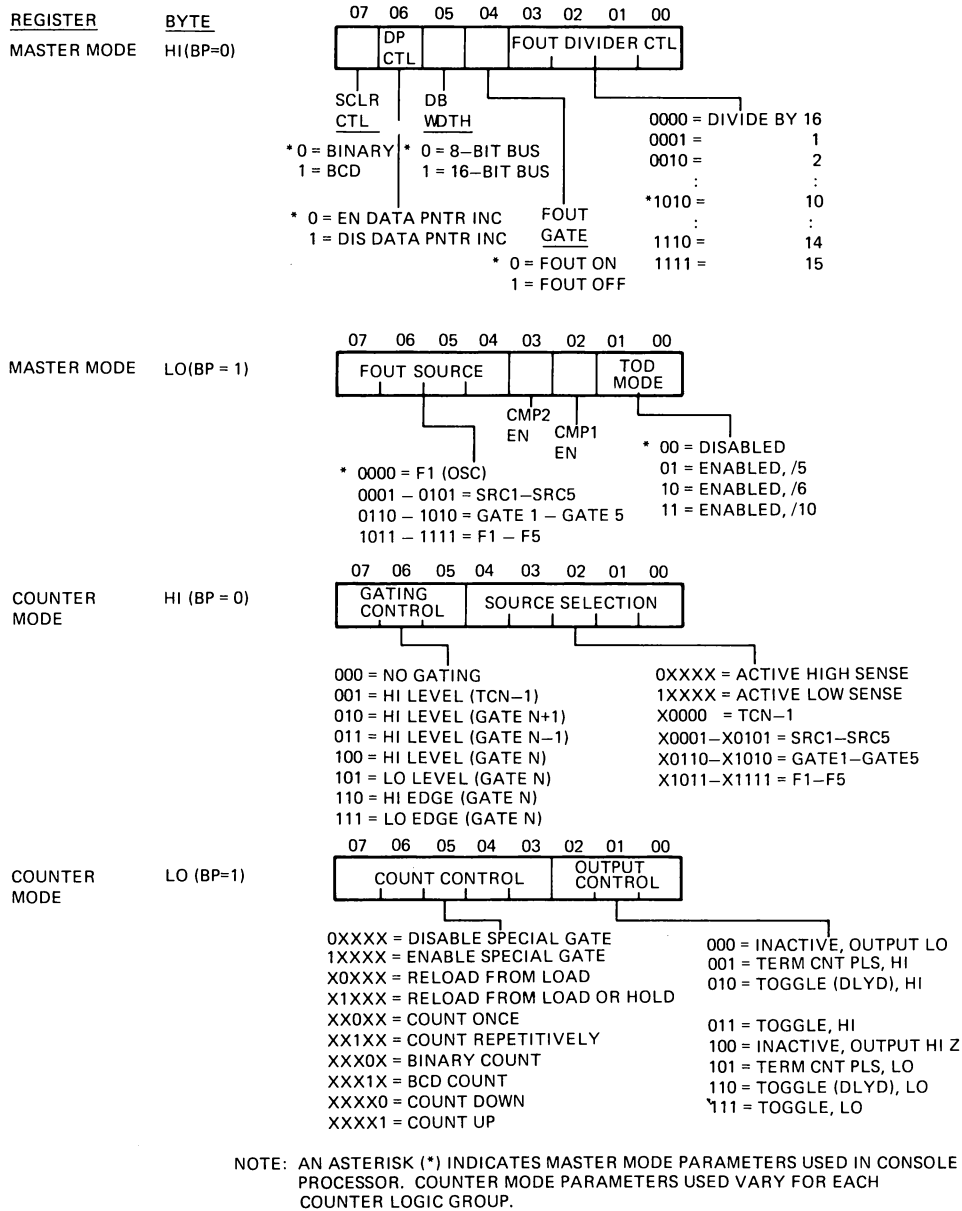 REGISTER BYTE
MASTER MODE HI(BP=0)
07 06 05 04 03 02 01 00
DP CTL
FOUT DIVIDER CTL
SCLR CTL
* 0 = BINARY
1 = BCD
DB WDTH
* 0 = 8–BIT BUS
1 = 16–BIT BUS
* 0 = EN DATA PNTR INC
1 = DIS DATA PNTR INC
FOUT GATE
* 0 = FOUT ON
1 = FOUT OFF
0000 = DIVIDE BY 16
0001 = 1
0010 = 2
: :
*1010 = 10
: :
1110 = 14
1111 = 15
MASTER MODE LO(BP = 1)
07 06 05 04 03 02 01 00
FOUT SOURCE
TOD MODE
CMP2 EN
CMP1 EN
* 0000 = F1 (OSC)
0001 – 0101 = SRC1–SRC5
0110 – 1010 = GATE 1 – GATE 5
1011 – 1111 = F1 – F5
* 00 = DISABLED
01 = ENABLED, /5
10 = ENABLED, /6
11 = ENABLED, /10
COUNTER MODE HI (BP = 0)
07 06 05 04 03 02 01 00
GATING CONTROL
SOURCE SELECTION
000 = NO GATING
001 = HI LEVEL (TCN–1)
010 = HI LEVEL (GATE N+1)
011 = HI LEVEL (GATE N–1)
100 = HI LEVEL (GATE N)
101 = LO LEVEL (GATE N)
110 = HI EDGE (GATE N)
111 = LO EDGE (GATE N)
0XXXX = ACTIVE HIGH SENSE
1XXXX = ACTIVE LOW SENSE
X0000 = TCN–1
X0001–X0101 = SRC1–SRC5
X0110–X1010 = GATE1–GATE5
X1011–X1111 = F1–F5
COUNTER MODE LO (BP=1)
07 06 05 04 03 02 01 00
COUNT CONTROL
OUTPUT CONTROL
0XXXX = DISABLE SPECIAL GATE
1XXXX = ENABLE SPECIAL GATE
X0XXX = RELOAD FROM LOAD
X1XXX = RELOAD FROM LOAD OR HOLD
XX0XX = COUNT ONCE
XX1XX = COUNT REPETITIVELY
XXX0X = BINARY COUNT
XXX1X = BCD COUNT
XXXX0 = COUNT DOWN
XXXX1 = COUNT UP
000 = INACTIVE, OUTPUT LO
001 = TERM CNT PLS, HI
010 = TOGGLE (DLYD), HI
011 = TOGGLE, HI
100 = INACTIVE, OUTPUT HI Z
101 = TERM CNT PLS, LO
110 = TOGGLE (DLYD), LO
111 = TOGGLE, LO
NOTE: AN ASTERISK (*) INDICATES MASTER MODE PARAMETERS USED IN CONSOLE
PROCESSOR. COUNTER MODE PARAMETERS USED VARY FOR EACH
COUNTER LOGIC GROUP.